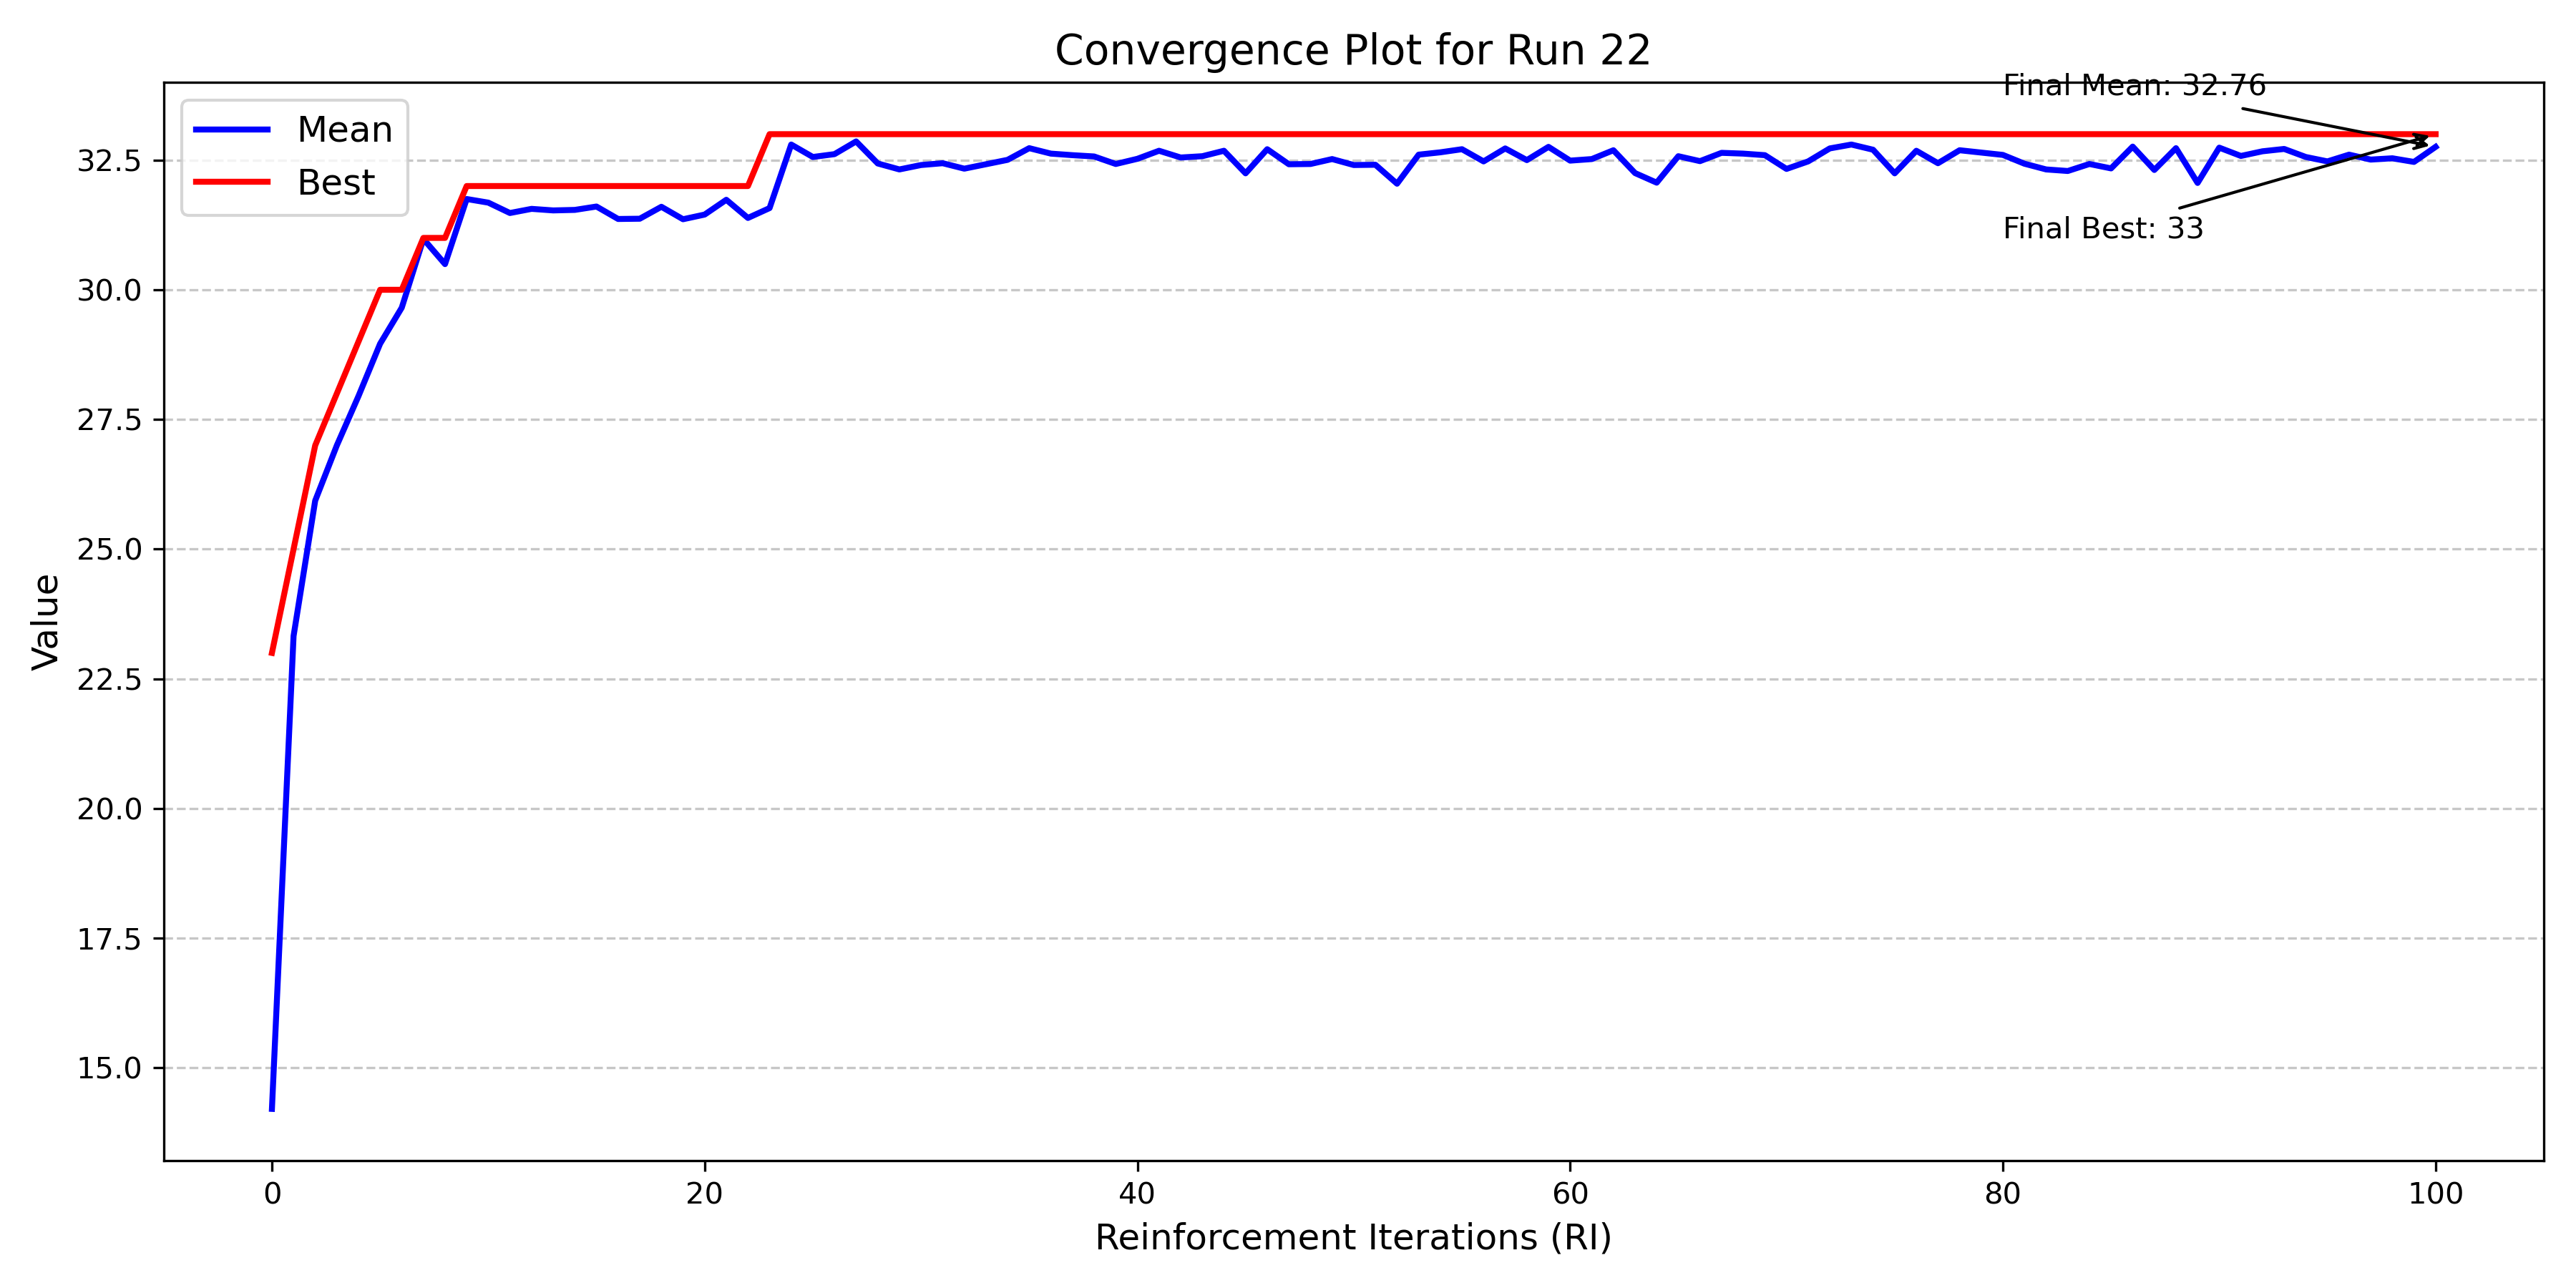 Convergence Plot for Run 22
Final Mean: 32.76
Mean
Best
Final Best: 33
32.5
30.0
27.5
25.0
22.5
20.0
17.5
15.0
Value
0
20
40
60
80
100
Reinforcement Iterations (RI)